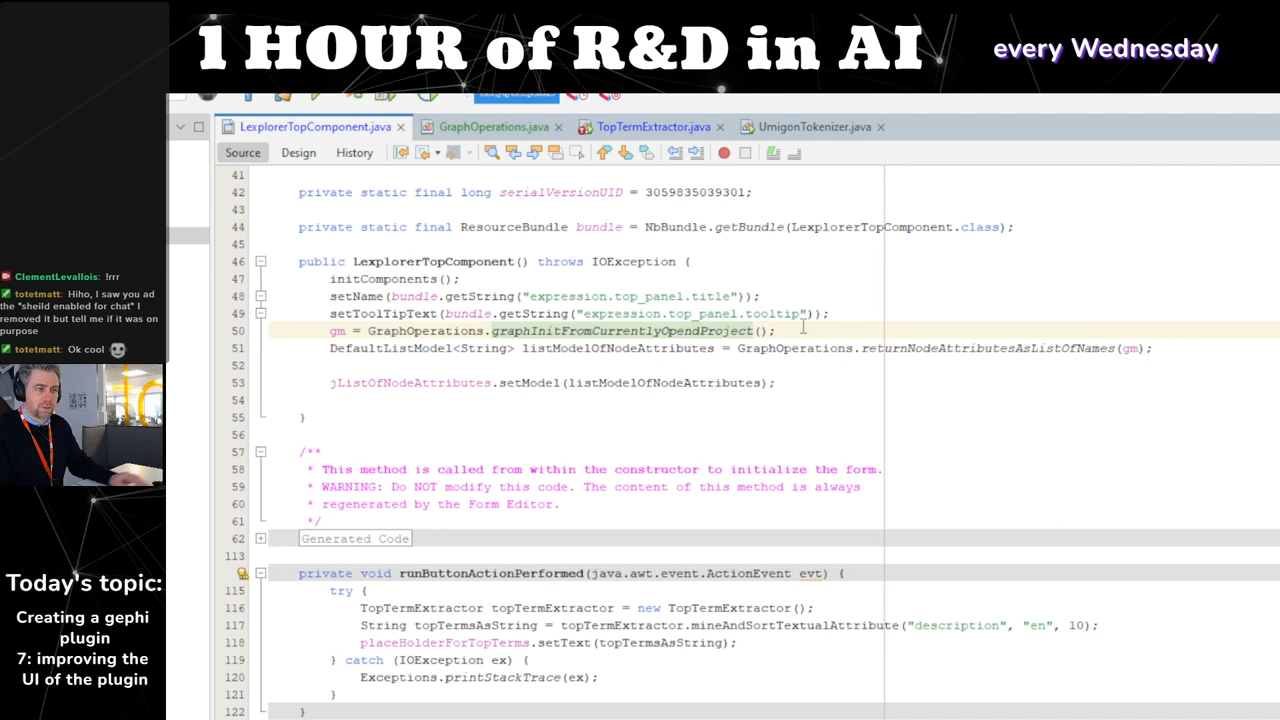 1 HOUR of R&D in AI
every Wednesday
LexplorerTopComponent.java
GraphOperations.java
TopTermExtractor.java
UmigonTokenizer.java
Source
Design
History
41
42 private static final long serialVersionUID = 3059835039301;
43
44 private static final ResourceBundle bundle = NbBundle.getBundle(LexplorerTopComponent.class);
45
46 public LexplorerTopComponent() throws IOException {
47 initComponents();
48 setName(bundle.getString("expression.top_panel.title"));
49 setToolTipText(bundle.getString("expression.top_panel.tooltip"));
50 gm = GraphOperations.graphInitFromCurrentlyOpendProject();
51 DefaultListModel<String> listModelOfNodeAttributes = GraphOperations.returnNodeAttributesAsListOfNames(gm);
52
53 jListOfNodeAttributes.setModel(listModelOfNodeAttributes);
54
55 }
56
57 /**
58 * This method is called from within the constructor to initialize the form.
59 * WARNING: Do NOT modify this code. The content of this method is always
60 * regenerated by the Form Editor.
61 */
62 Generated Code
113
private void runButtonActionPerformed(java.awt.event.ActionEvent evt) {
115 try {
116 TopTermExtractor topTermExtractor = new TopTermExtractor();
117 String topTermsAsString = topTermExtractor.mineAndSortTextualAttribute("description", "en", 10);
118 placeHolderForTopTerms.setText(topTermsAsString);
119 } catch (IOException ex) {
120 Exceptions.printStackTrace(ex);
121 }
122 }
ClementLevallois: !rrr
totetmatt: Hiho, I saw you ad
the "sheild enabled for chat" I
removed it but tell me if it was on
purpose
totetmatt: Ok cool
Today's topic:
Creating a gephi
plugin
7: improving the
UI of the plugin